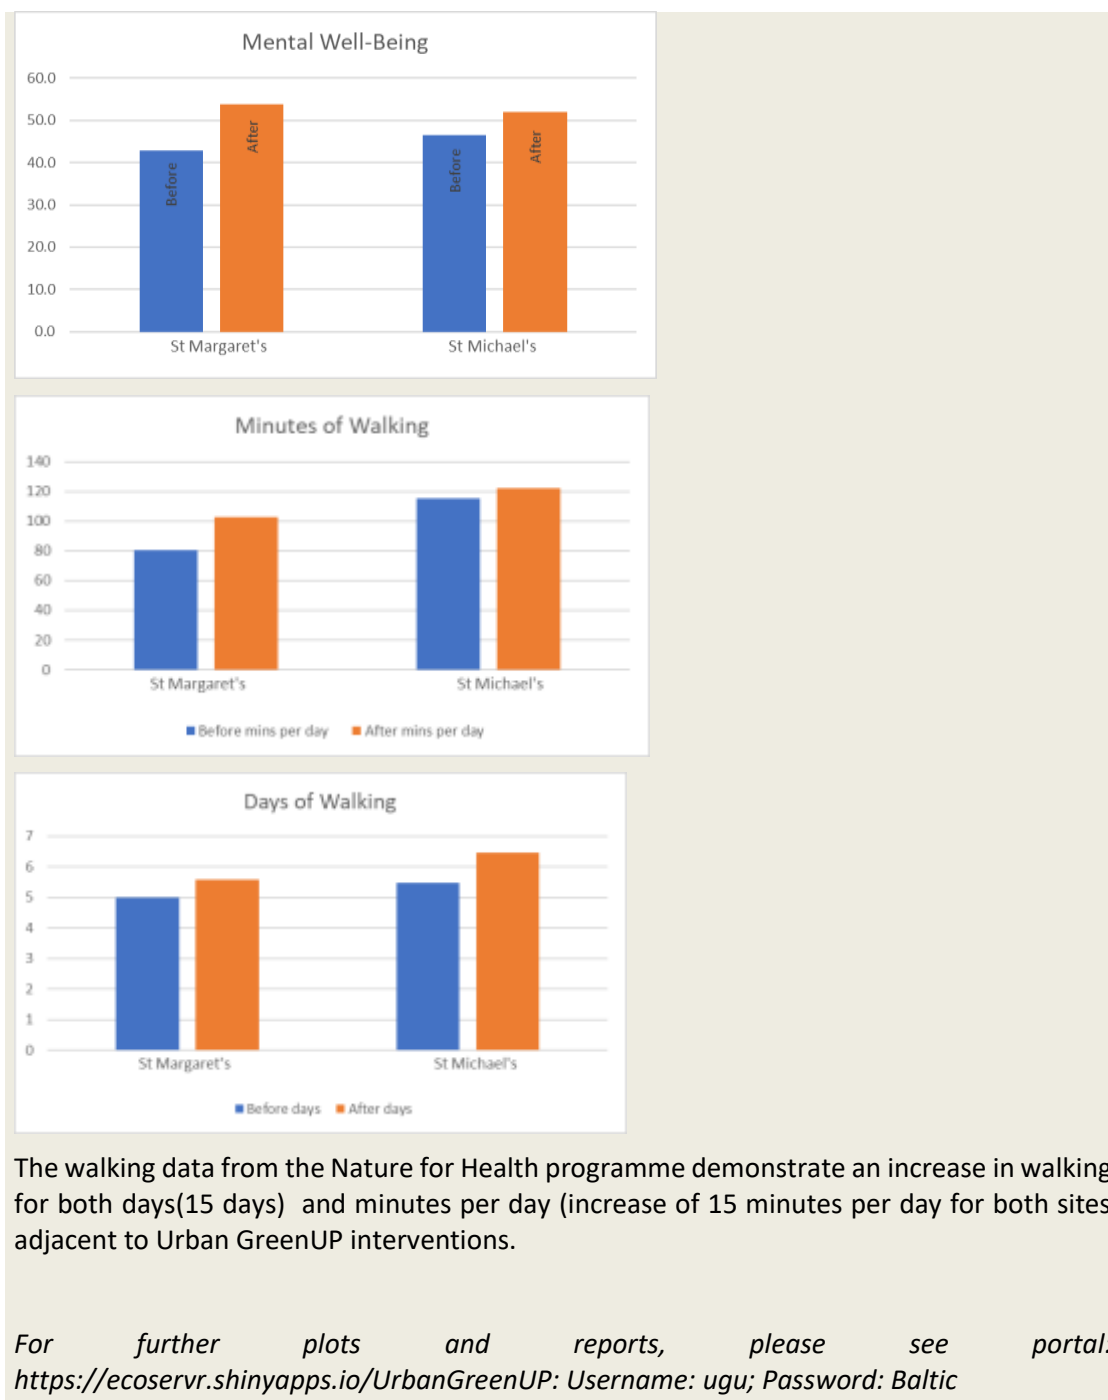 Mental Well-Being
60.0
50.0
40.0
30.0
20.0
10.0
0.0
Before
After
Before
After
St Margaret's St Michael's
Minutes of Walking
140
120
100
80
60
40
20
0
St Margaret's St Michael's
Before mins per day After mins per day
Days of Walking
7
6
5
4
3
2
1
0
St Margaret's St Michael's
Before days After days
The walking data from the Nature for Health programme demonstrate an increase in walking
for both days(15 days) and minutes per day (increase of 15 minutes per day for both sites
adjacent to Urban GreenUP interventions.
For further plots and reports, please see portal:
https://ecoservr.shinyapps.io/UrbanGreenUP: Username: ugu; Password: Baltic